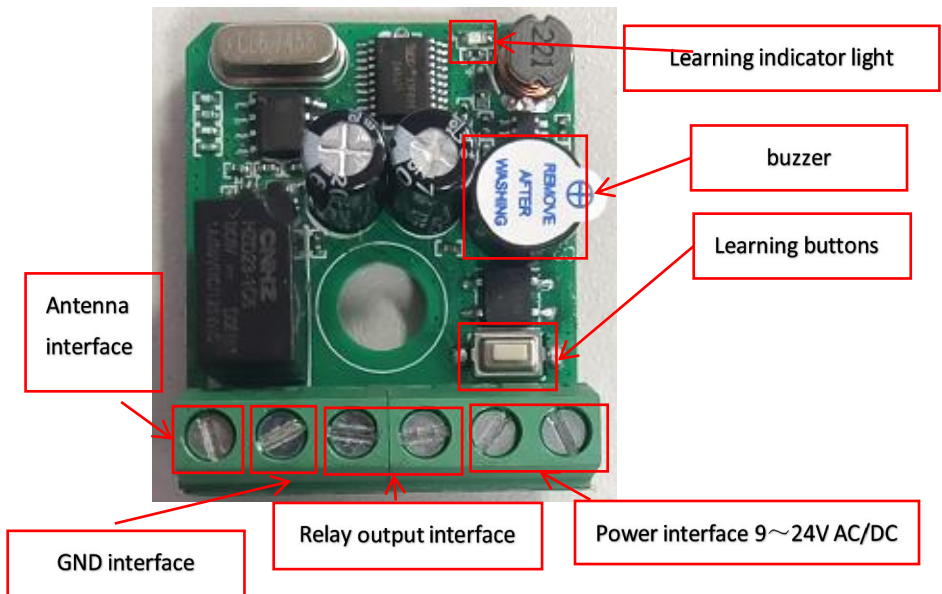 Learning indicator light
221
buzzer
REMOVE
AFTER
WASHING
Learning buttons
Antenna
interface
Relay output interface
Power interface 9～24V AC/DC
GND interface